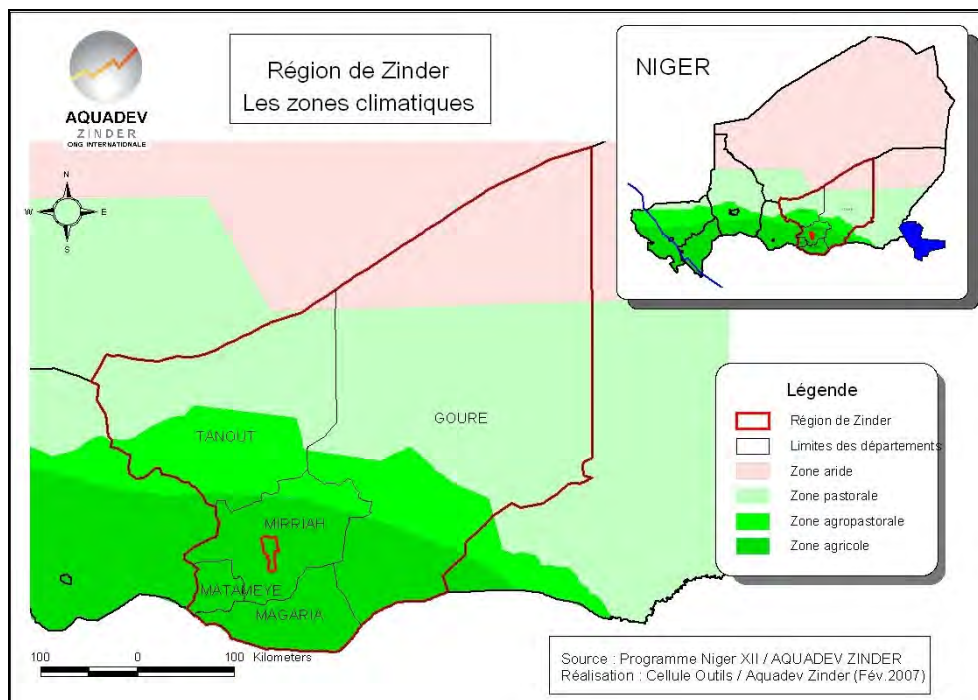 AQUADEV
ZINDER
ONG INTERNATIONALE
Région de Zinder
Les zones climatiques
NIGER
N
W
E
S
TANOUT
GOURE
MIRRIAH
MATAMEYE
MAGARIA
Légende
Région de Zinder
Limites des départements
Zone aride
Zone pastorale
Zone agropastorale
Zone agricole
100 0 100 Kilometers
Source : Programme Niger XII / AQUADEV ZINDER
Réalisation : Cellule Outils / Aquadev Zinder (Fév.2007)